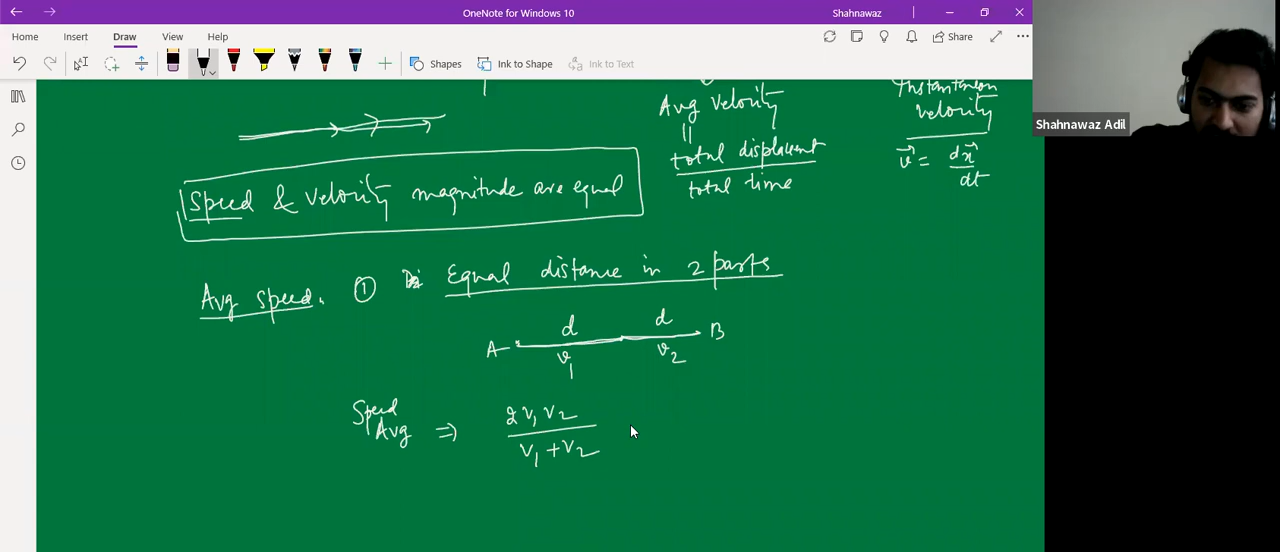 OneNote for Windows 10
Shahnawaz
Home Insert Draw View Help
Share
Shapes
Ink to Shape
Ink to Text
Shahnawaz Adil
Avg Velocity
total displacent
total time
Instantaneon
velocity
v⃗ = dx⃗/dt
Speed & Velocity magnitude are equal
Avg speed. ① Equal distance in 2 parts
d d
A B
v₁ v₂
Speed Avg ⇒ 2v₁v₂ / v₁+v₂